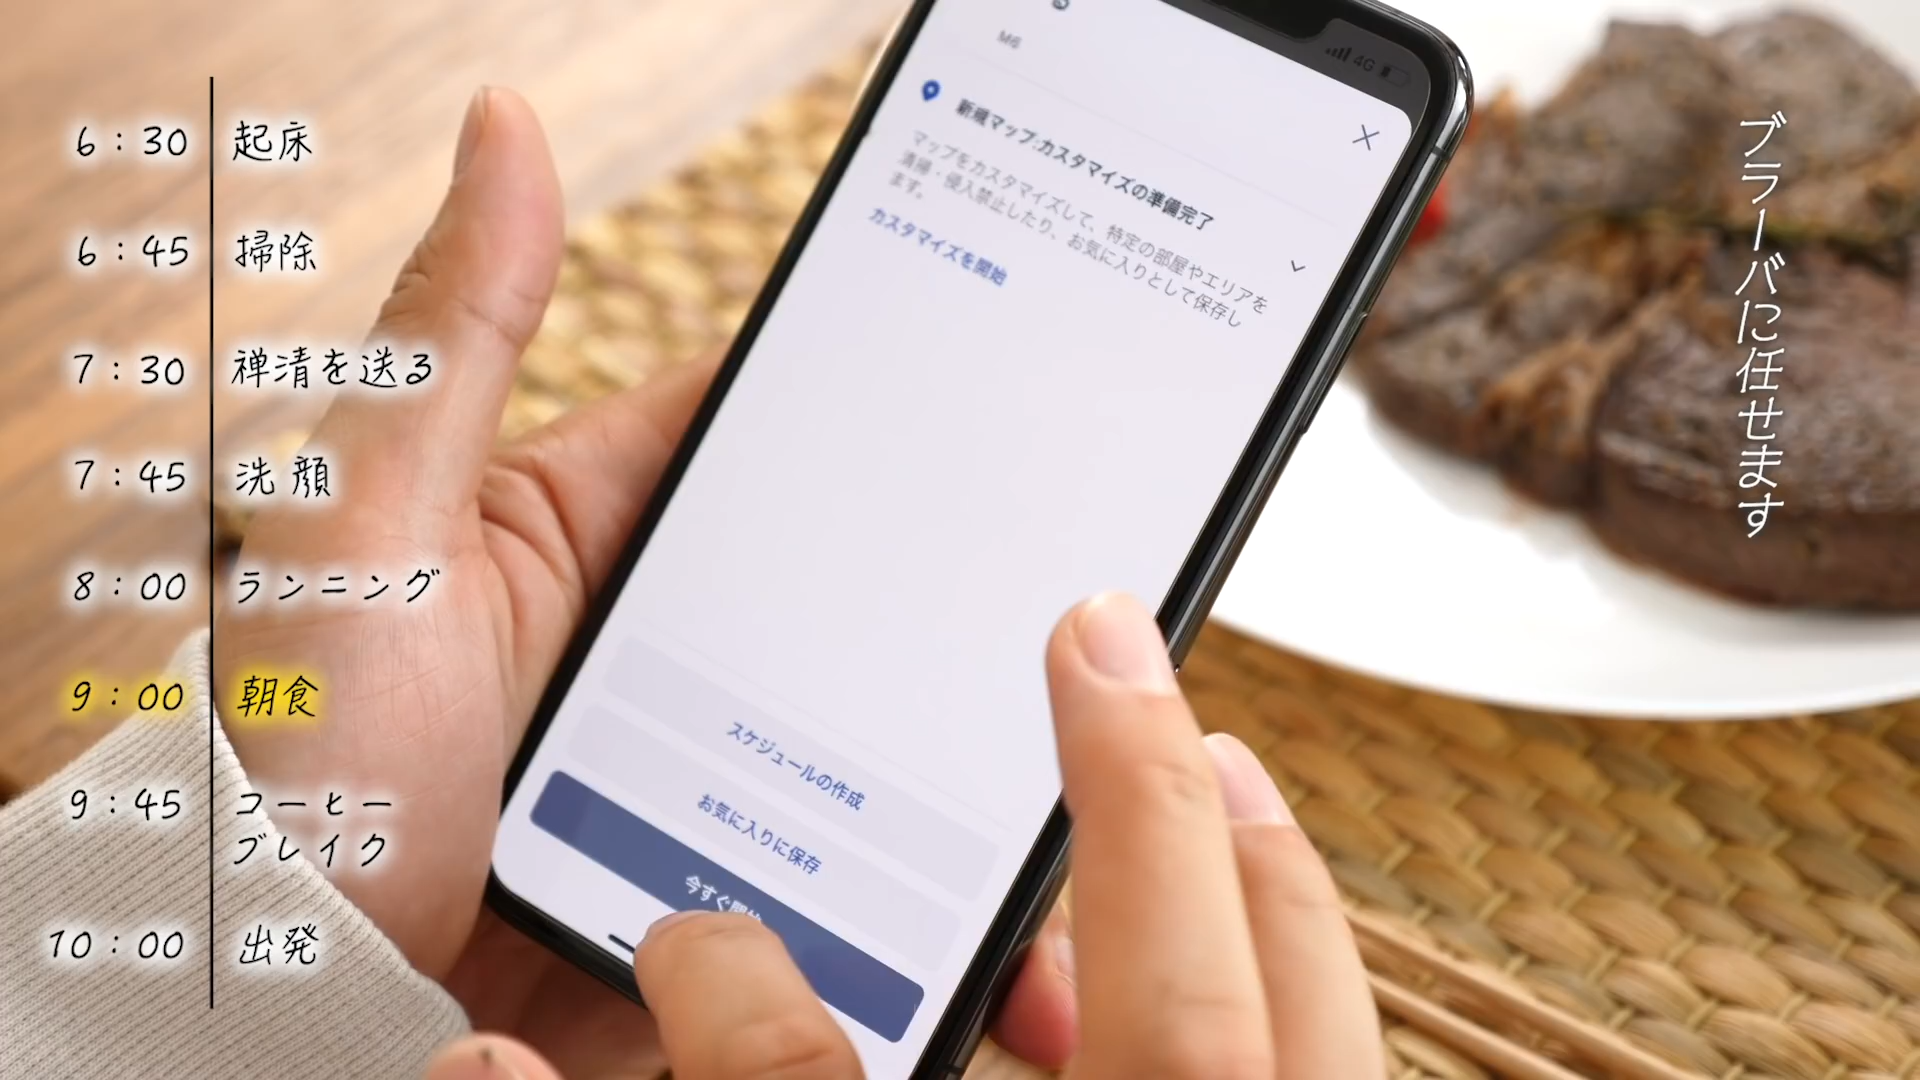 6:30 起床
6:45 掃除
7:30 禅清を送る
7:45 洗顔
8:00 ランニング
9:00 朝食
9:45 コーヒー
ブレイク
10:00 出発
4G
M6
新規マップ:カスタマイズの準備完了
マップをカスタマイズして、特定の部屋やエリアを
清掃・侵入禁止したり、お気に入りとして保存し
ます。
カスタマイズを開始
スケジュールの作成
お気に入りに保存
今すぐ開始
ブラーバに任せます